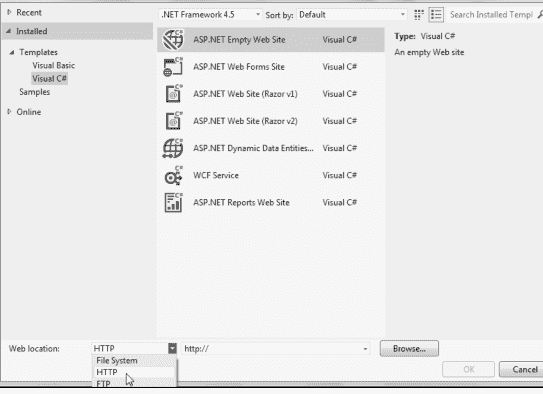 Recent
.NET Framework 4.5 Sort by: Default Search Installed Templ
Installed
Templates
Visual Basic
Visual C#
Samples
Online
ASP.NET Empty Web Site Visual C#
ASP.NET Web Forms Site Visual C#
ASP.NET Web Site (Razor v1) Visual C#
ASP.NET Web Site (Razor v2) Visual C#
ASP.NET Dynamic Data Entities... Visual C#
WCF Service Visual C#
ASP.NET Reports Web Site Visual C#
Type: Visual C#
An empty Web site
Web location: HTTP http:// Browse...
File System
HTTP
FTP
OK Cancel